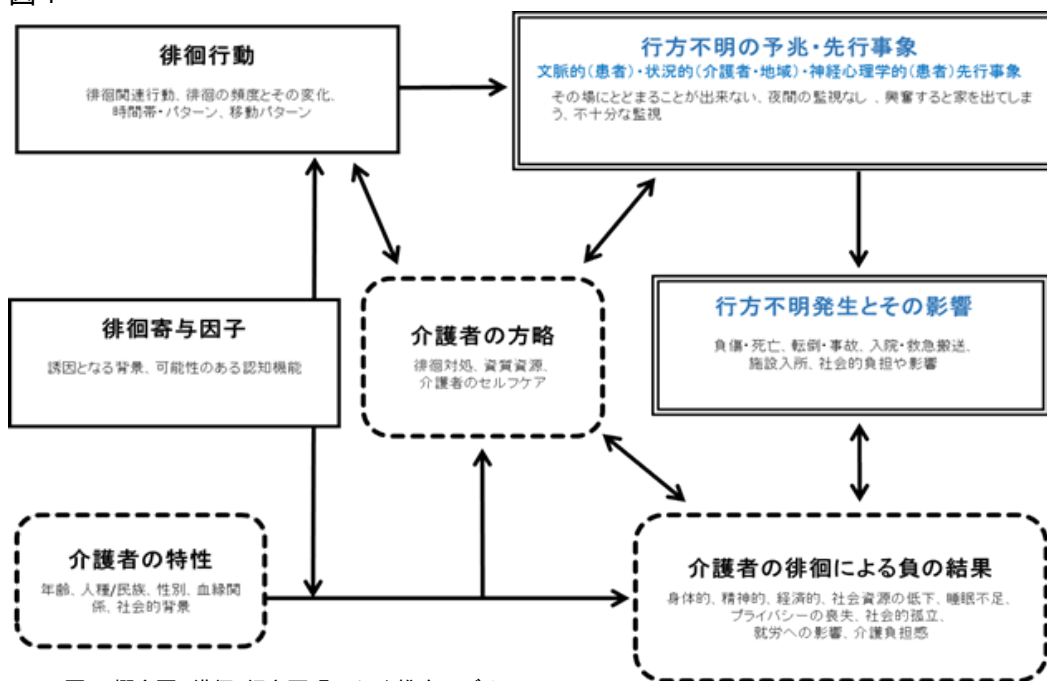 徘徊行動
徘徊関連行動、徘徊の頻度とその変化、
時間帯・パターン、移動パターン
行方不明の予兆・先行事象
文脈的(患者)・状況的(介護者・地域)・神経心理学的(患者)先行事象
その場にとどまることが出来ない、夜間の監視なし 、興奮すると家を出てしま
う、不十分な監視
徘徊寄与因子
誘因となる背景、可能性のある認知機能
介護者の方略
徘徊対処、資質資源、
介護者のセルフケア
行方不明発生とその影響
負傷・死亡、転倒・事故、入院・救急搬送、
施設入所、社会的負担や影響
介護者の特性
年齢、人種/民族、性別、血縁関
係、社会的背景
介護者の徘徊による負の結果
身体的、精神的、経済的、社会資源の低下、睡眠不足、
プライバシーの喪失、社会的孤立、
就労への影響、介護負担感